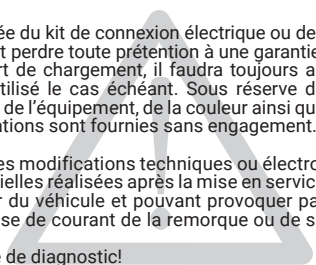 ée du kit de connexion électrique ou de
t perdre toute prétention à une garantie
rt de chargement, il faudra toujours a
utilisé le cas échéant. Sous réserve d
de l’équipement, de la couleur ainsi qu
ations sont fournies sans engagement.
es modifications techniques ou électro
ielles réalisées après la mise en servic
r du véhicule et pouvant provoquer pa
ise de courant de la remorque ou de s
e de diagnostic!